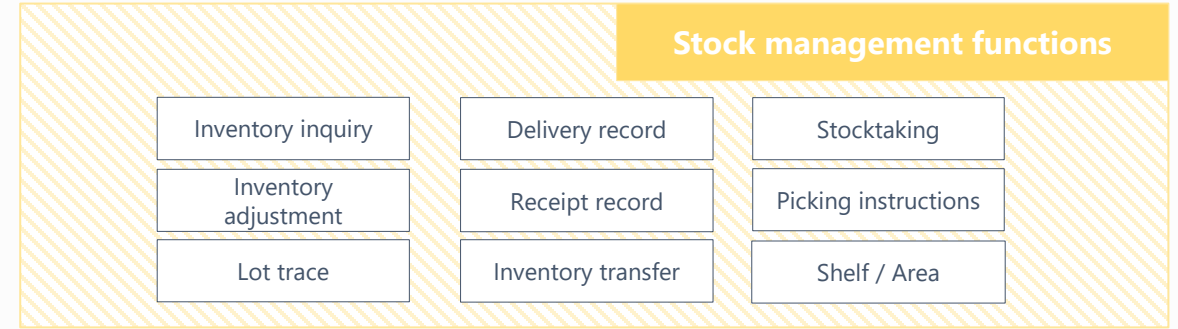 Stock management functions
Inventory inquiry
Delivery record
Stocktaking
Inventory
adjustment
Receipt record
Picking instructions
Lot trace
Inventory transfer
Shelf / Area